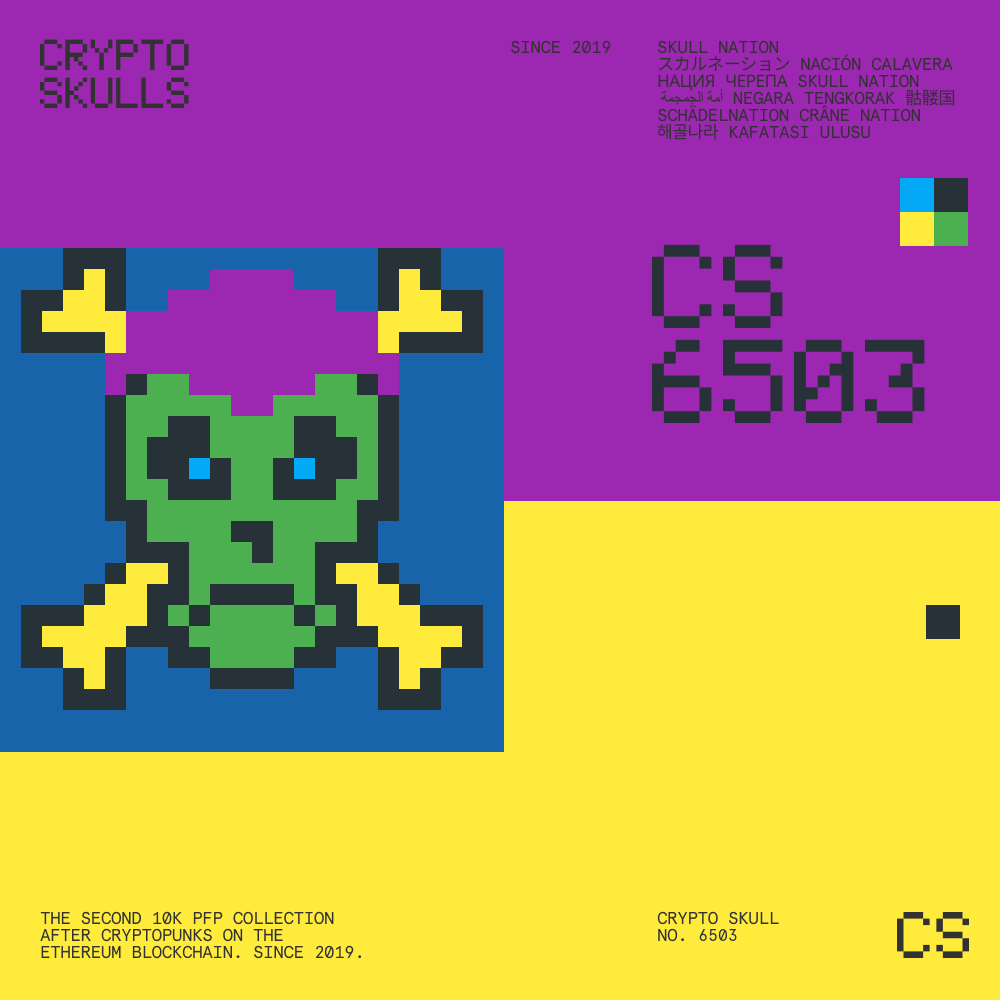 CRYPTO
SKULLS
SINCE 2019
SKULL NATION
スカルネーション NACIÓN CALAVERA
НАЦИЯ ЧЕРЕПА SKULL NATION
أمة الجمجمة NEGARA TENGKORAK 骷髅国
SCHÄDELNATION CRÂNE NATION
해골나라 KAFATASI ULUSU
CS
6503
THE SECOND 10K PFP COLLECTION
AFTER CRYPTOPUNKS ON THE
ETHEREUM BLOCKCHAIN. SINCE 2019.
CRYPTO SKULL
NO. 6503
CS